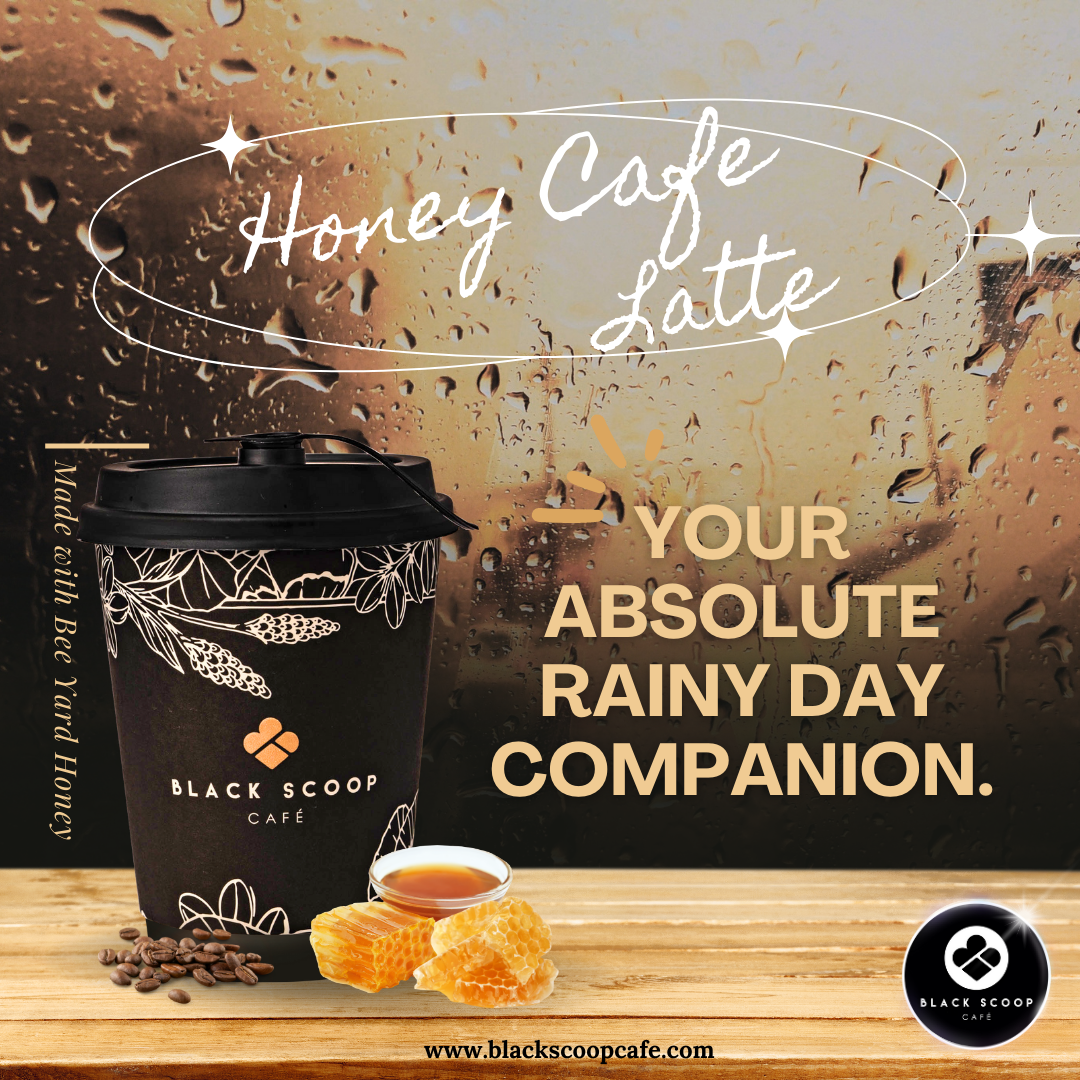 Honey Cafe
Latte
Made with Bee Yard Honey
YOUR
ABSOLUTE
RAINY DAY
COMPANION.
BLACK SCOOP
CAFÉ
BLACK SCOOP
CAFÉ
www.blackscoopcafe.com